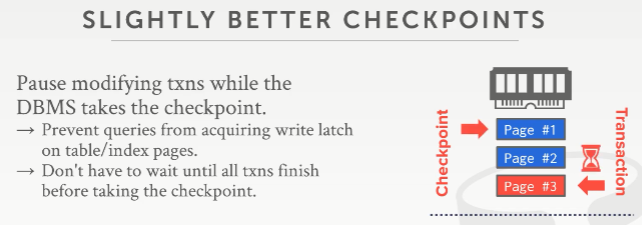 SLIGHTLY BETTER CHECKPOINTS
Pause modifying txns while the
DBMS takes the checkpoint.
→ Prevent queries from acquiring write latch
on table/index pages.
→ Don't have to wait until all txns finish
before taking the checkpoint.
Checkpoint
Page #1
Page #2
Page #3
Transaction